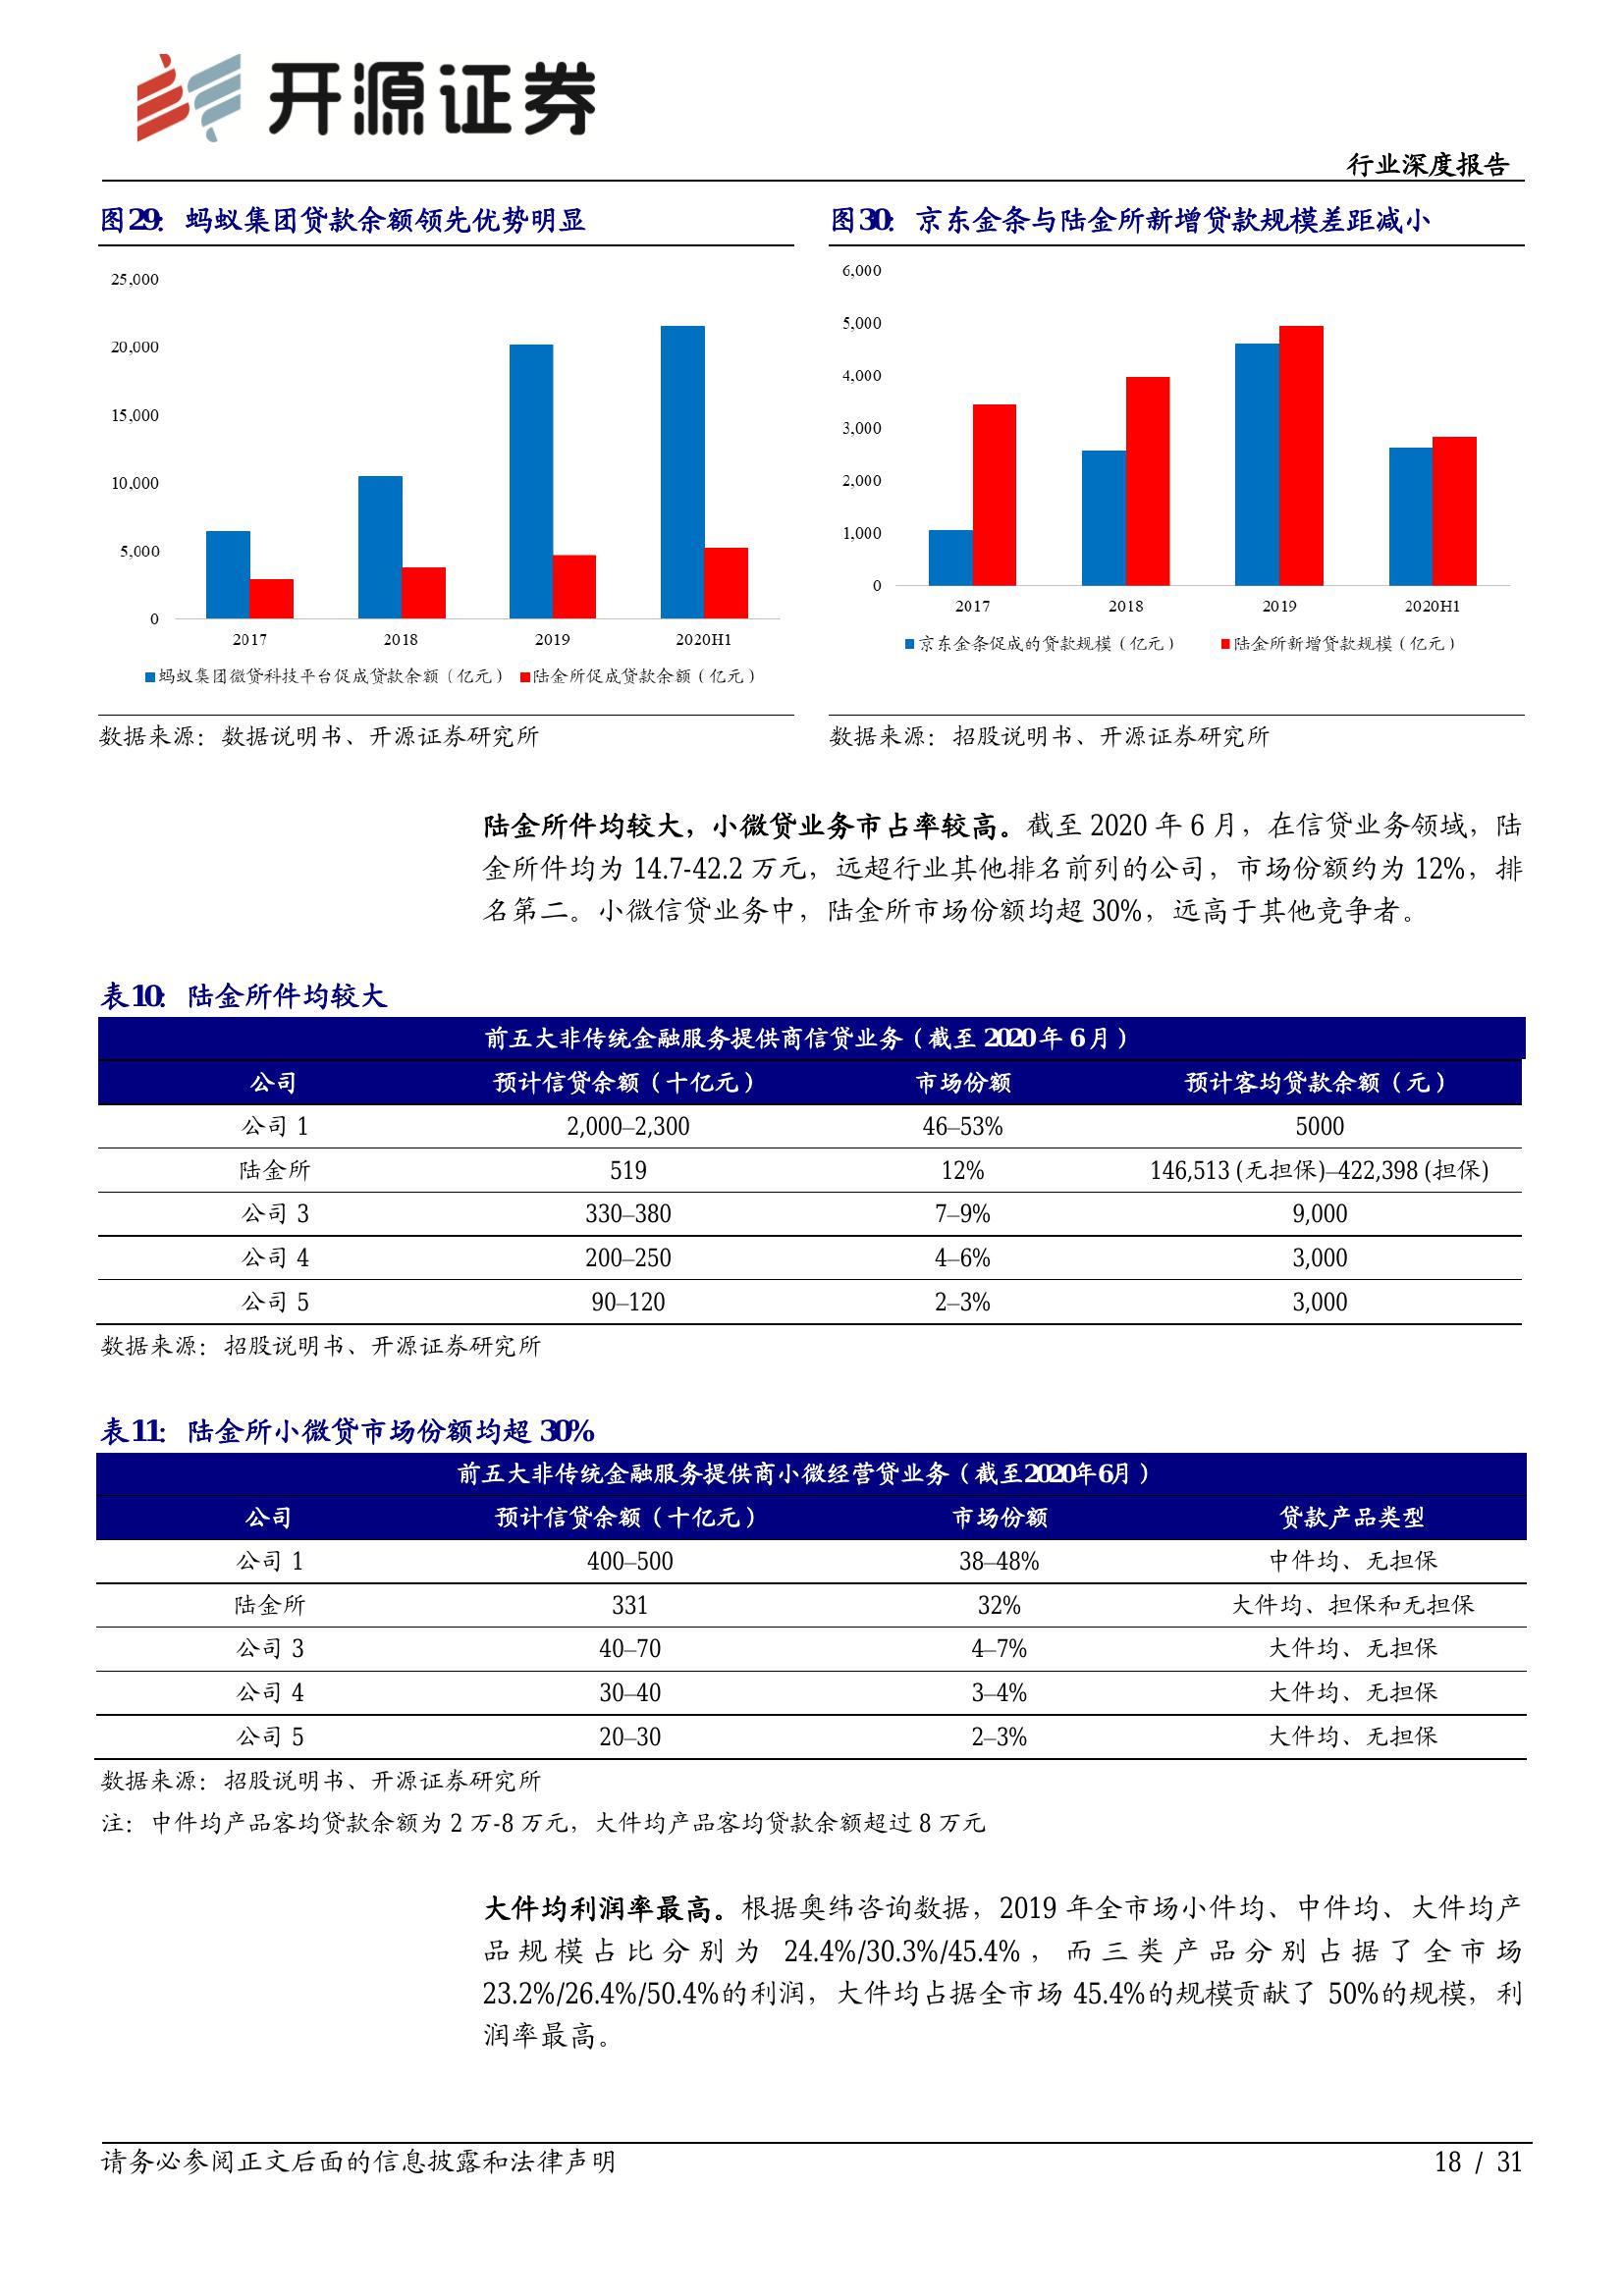 开源证券
行业深度报告
图29： 蚂蚁集团贷款余额领先优势明显
25,000
20,000
15,000
10,000
5,000
0
2017 2018 2019 2020H1
蚂蚁集团微贷科技平台促成贷款余额（亿元） 陆金所促成贷款余额（亿元）
数据来源：数据说明书、开源证券研究所
图30： 京东金条与陆金所新增贷款规模差距减小
6,000
5,000
4,000
3,000
2,000
1,000
0
2017 2018 2019 2020H1
京东金条促成的贷款规模（亿元） 陆金所新增贷款规模（亿元）
数据来源：招股说明书、开源证券研究所
陆金所件均较大，小微贷业务市占率较高。截至 2020 年 6 月，在信贷业务领域，陆
金所件均为 14.7-42.2 万元，远超行业其他排名前列的公司，市场份额约为 12%，排
名第二。小微信贷业务中，陆金所市场份额均超 30%，远高于其他竞争者。
表10： 陆金所件均较大
前五大非传统金融服务提供商信贷业务（截至 2020 年 6 月）
公司 预计信贷余额（十亿元） 市场份额 预计客均贷款余额（元）
公司 1 2,000–2,300 46–53% 5000
陆金所 519 12% 146,513 (无担保)–422,398 (担保)
公司 3 330–380 7–9% 9,000
公司 4 200–250 4–6% 3,000
公司 5 90–120 2–3% 3,000
数据来源：招股说明书、开源证券研究所
表11： 陆金所小微贷市场份额均超 30%
前五大非传统金融服务提供商小微经营贷业务（截至2020年6月）
公司 预计信贷余额（十亿元） 市场份额 贷款产品类型
公司 1 400–500 38–48% 中件均、无担保
陆金所 331 32% 大件均、担保和无担保
公司 3 40–70 4–7% 大件均、无担保
公司 4 30–40 3–4% 大件均、无担保
公司 5 20–30 2–3% 大件均、无担保
数据来源：招股说明书、开源证券研究所
注：中件均产品客均贷款余额为 2 万-8 万元，大件均产品客均贷款余额超过 8 万元
大件均利润率最高。根据奥纬咨询数据，2019 年全市场小件均、中件均、大件均产
品规模占比分别为 24.4%/30.3%/45.4%，而三类产品分别占据了全市场
23.2%/26.4%/50.4%的利润，大件均占据全市场 45.4%的规模贡献了 50%的规模，利
润率最高。
请务必参阅正文后面的信息披露和法律声明
18 / 31